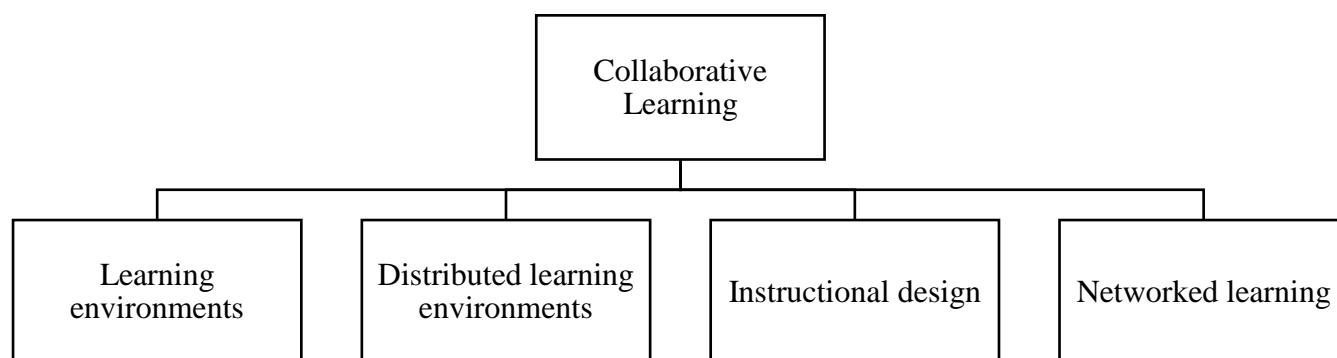 Collaborative
Learning
Learning
environments
Distributed learning
environments
Instructional design
Networked learning